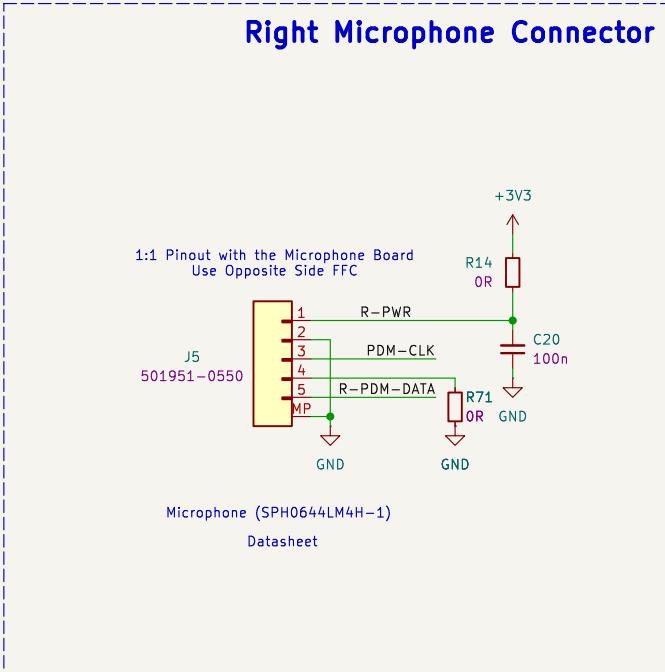 Right Microphone Connector
+3V3
1:1 Pinout with the Microphone Board
Use Opposite Side FFC
R14
0R
1
R-PWR
2
C20
100n
3
PDM-CLK
J5
501951-0550
4
5
R-PDM-DATA
R71
0R
MP
GND
GND
GND
Microphone (SPH0644LM4H-1)
Datasheet